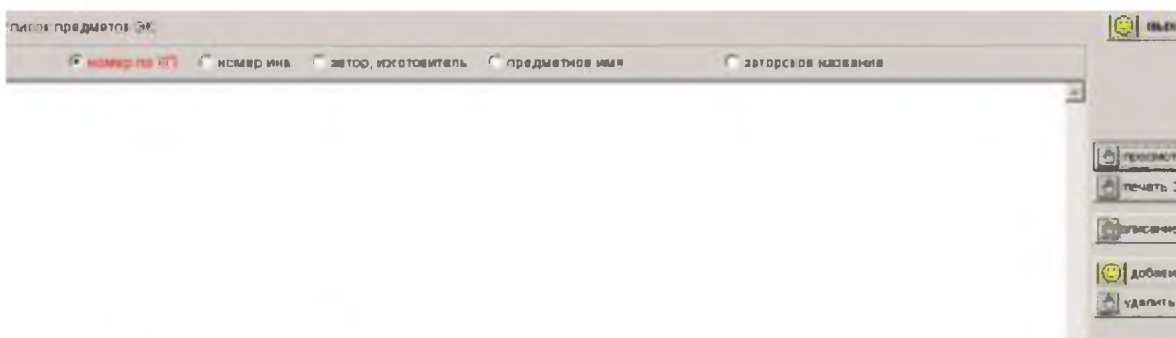 список предметов ЭК
номер по КП номер инв автор, изготовитель предметное имя авторское название
просмот
печать Э
описание
добави
удалить